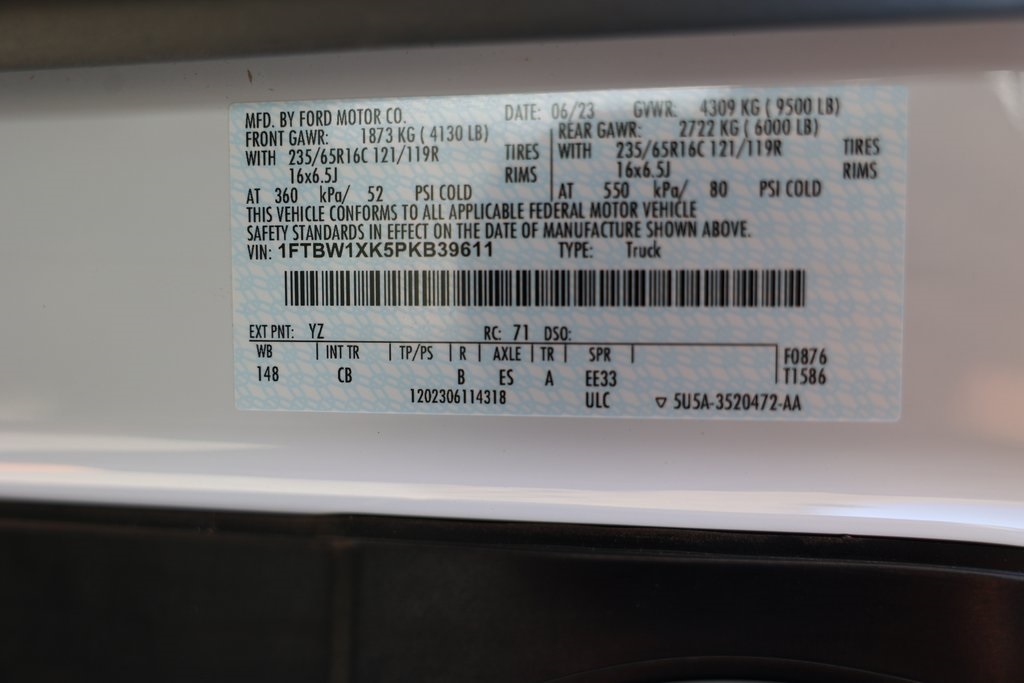 MFD. BY FORD MOTOR CO. DATE: 06/23 GVWR: 4309 KG ( 9500 LB)
FRONT GAWR: 1873 KG ( 4130 LB) REAR GAWR: 2722 KG ( 6000 LB)
WITH 235/65R16C 121/119R TIRES WITH 235/65R16C 121/119R TIRES
16x6.5J RIMS 16x6.5J RIMS
AT 360 kPa/ 52 PSI COLD AT 550 kPa/ 80 PSI COLD
THIS VEHICLE CONFORMS TO ALL APPLICABLE FEDERAL MOTOR VEHICLE
SAFETY STANDARDS IN EFFECT ON THE DATE OF MANUFACTURE SHOWN ABOVE.
VIN: 1FTBW1XK5PKB39611 TYPE: Truck
EXT PNT: YZ RC: 71 DSO:
WB INT TR TP/PS R AXLE TR SPR F0876
148 CB B ES A EE33 T1586
1202306114318 ULC ▽ 5U5A-3520472-AA